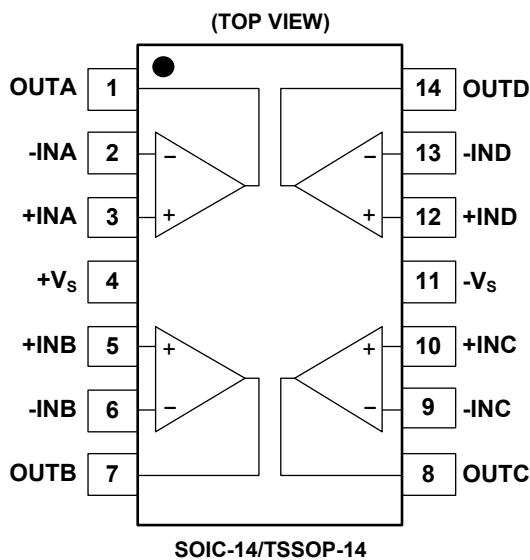 (TOP VIEW)
OUTA 1 14 OUTD
-INA 2 − − 13 -IND
+INA 3 + + 12 +IND
+VS 4 11 -VS
+INB 5 + + 10 +INC
-INB 6 − − 9 -INC
OUTB 7 8 OUTC
SOIC-14/TSSOP-14